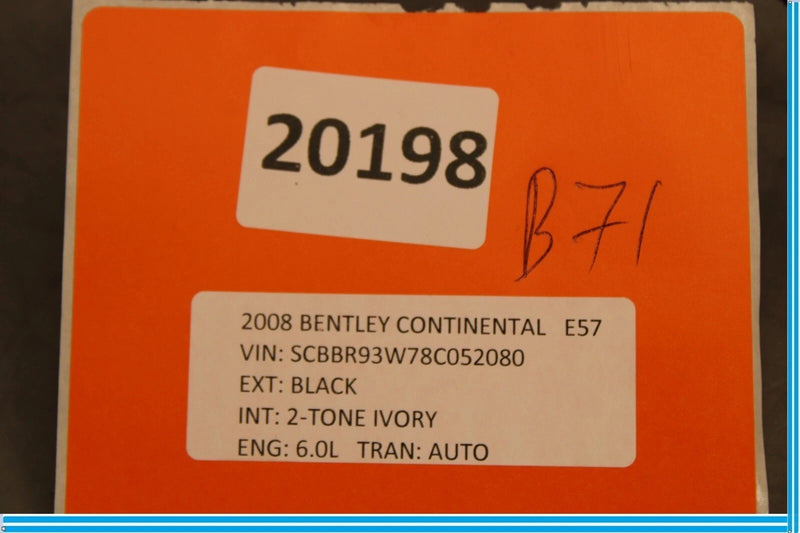 20198
B71
2008 BENTLEY CONTINENTAL E57
VIN: SCBBR93W78C052080
EXT: BLACK
INT: 2-TONE IVORY
ENG: 6.0L TRAN: AUTO